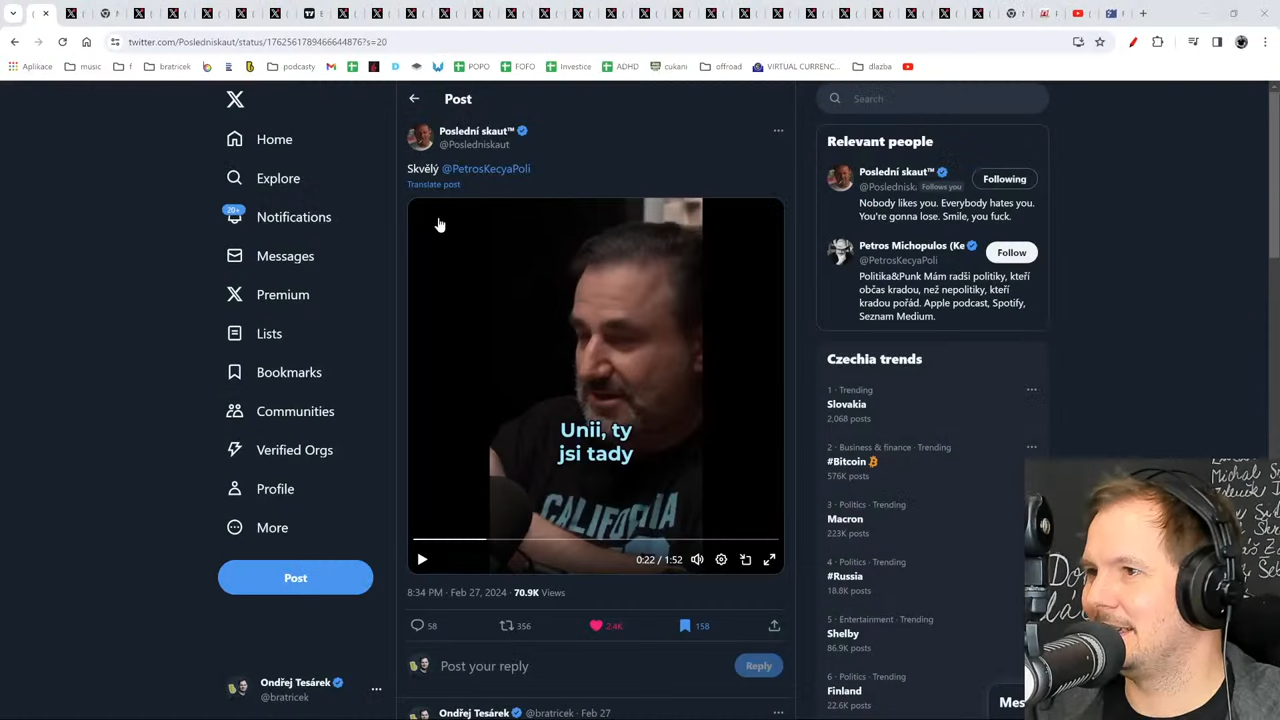 twitter.com/Posledniskaut/status/1762561789466644876?s=20
Aplikace
music
f
bratricek
podcasty
POPO
FOFO
Investice
ADHD
cukani
offroad
VIRTUAL CURRENC...
dlazba
Home
Explore
20+
Notifications
Messages
Premium
Lists
Bookmarks
Communities
Verified Orgs
Profile
More
Post
Ondřej Tesárek
@bratricek
Post
Poslední skaut™
@Posledniskaut
Skvělý @PetrosKecyaPoli
Translate post
Unii, ty
jsi tady
CALIFO
0:22 / 1:52
8:34 PM · Feb 27, 2024 · 70.9K Views
58
356
2.4K
158
Post your reply
Reply
Ondřej Tesárek @bratricek · Feb 27
Search
Relevant people
Poslední skaut™
@Posledniska Follows you
Following
Nobody likes you. Everybody hates you.
You're gonna lose. Smile, you fuck.
Petros Michopulos (Ke
@PetrosKecyaPoli
Follow
Politika&Punk Mám radši politiky, kteří
občas kradou, než nepolitiky, kteří
kradou pořád. Apple podcast, Spotify,
Seznam Medium.
Czechia trends
1 · Trending
Slovakia
2,068 posts
2 · Business & finance · Trending
#Bitcoin
576K posts
3 · Politics · Trending
Macron
223K posts
4 · Politics · Trending
#Russia
18.8K posts
5 · Entertainment · Trending
Shelby
86.9K posts
6 · Politics · Trending
Finland
22.6K posts
Mes
Michal
Zdeněk